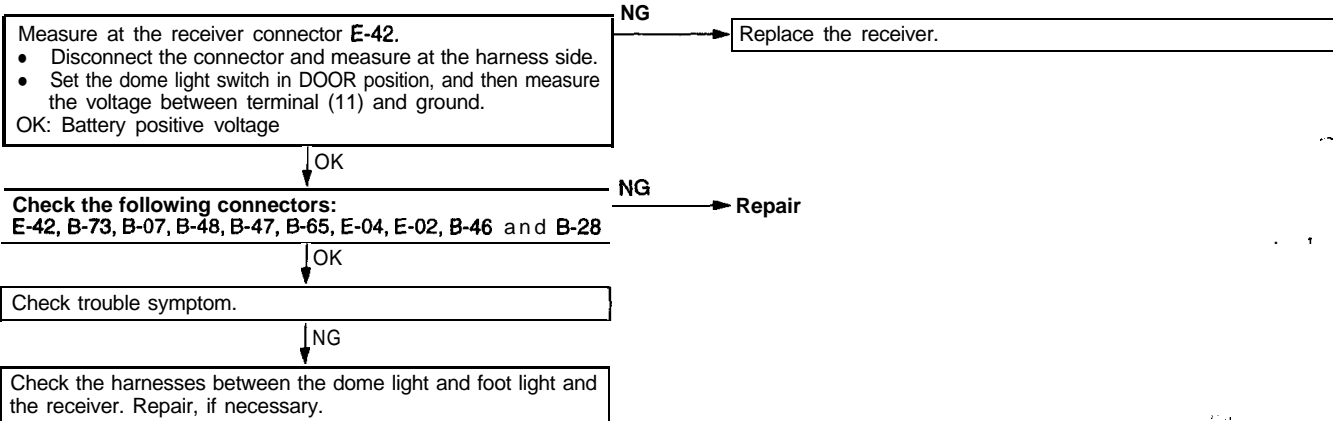 Measure at the receiver connector E-42.
● Disconnect the connector and measure at the harness side.
● Set the dome light switch in DOOR position, and then measure
the voltage between terminal (11) and ground.
OK: Battery positive voltage
NG
Replace the receiver.
OK
Check the following connectors:
E-42, B-73, B-07, B-48, B-47, B-65, E-04, E-02, B-46 and B-28
NG
Repair
OK
Check trouble symptom.
NG
Check the harnesses between the dome light and foot light and
the receiver. Repair, if necessary.